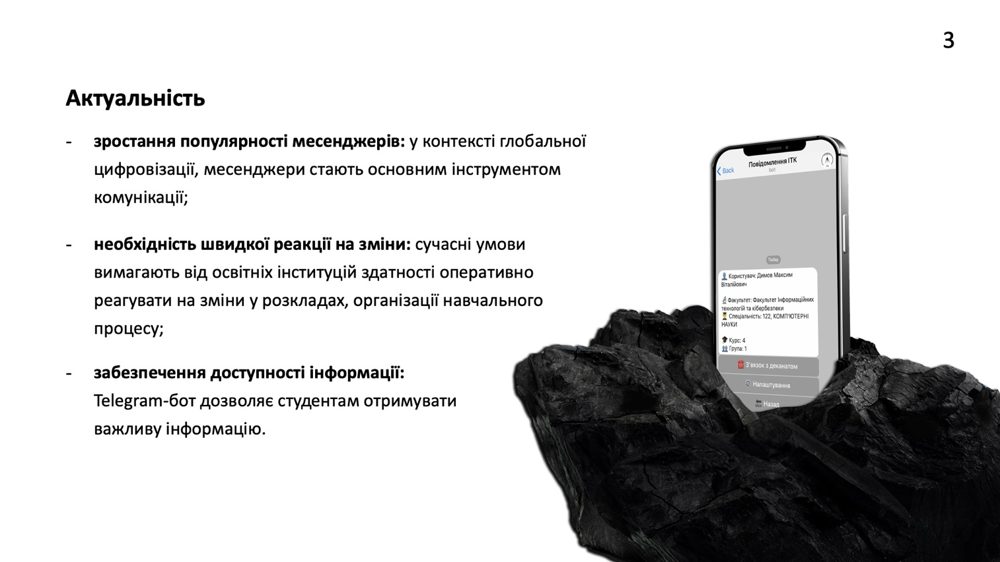 3
Актуальність
- зростання популярності месенджерів: у контексті глобальної
цифровізації, месенджери стають основним інструментом
комунікації;
- необхідність швидкої реакції на зміни: сучасні умови
вимагають від освітніх інституцій здатності оперативно
реагувати на зміни у розкладах, організації навчального
процесу;
- забезпечення доступності інформації:
Telegram-бот дозволяє студентам отримувати
важливу інформацію.
Back
Повідомлення ІТК
bot
Today
Користувач: Димов Максим
Віталійович
Факультет: Факультет Інформаційних
технологій та кібербезпеки
Спеціальність: 122, КОМП'ЮТЕРНІ
НАУКИ
Курс: 4
Група: 1
З'вязок з деканатом
Налаштування
Назад